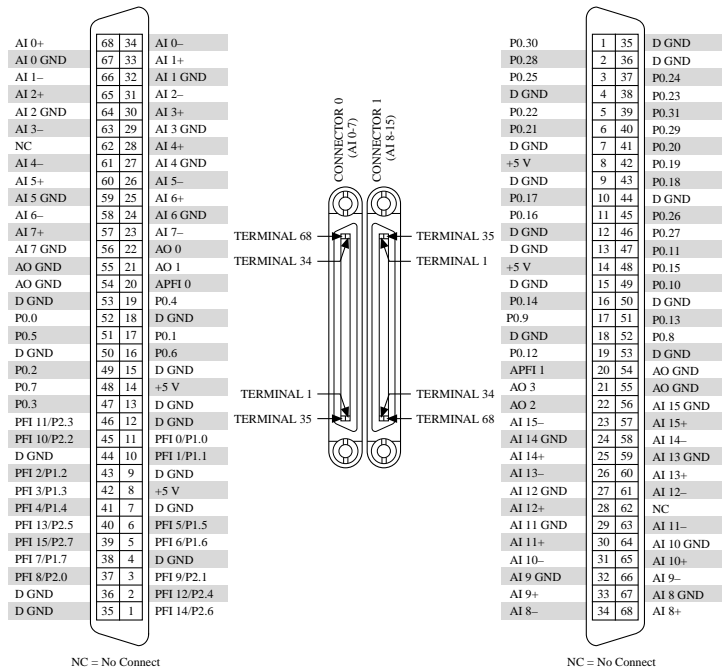 AI 0+ 68 34 AI 0–
AI 0 GND 67 33 AI 1+
AI 1– 66 32 AI 1 GND
AI 2+ 65 31 AI 2–
AI 2 GND 64 30 AI 3+
AI 3– 63 29 AI 3 GND
NC 62 28 AI 4+
AI 4– 61 27 AI 4 GND
AI 5+ 60 26 AI 5–
AI 5 GND 59 25 AI 6+
AI 6– 58 24 AI 6 GND
AI 7+ 57 23 AI 7–
AI 7 GND 56 22 AO 0
AO GND 55 21 AO 1
AO GND 54 20 APFI 0
D GND 53 19 P0.4
P0.0 52 18 D GND
P0.5 51 17 P0.1
D GND 50 16 P0.6
P0.2 49 15 D GND
P0.7 48 14 +5 V
P0.3 47 13 D GND
PFI 11/P2.3 46 12 D GND
PFI 10/P2.2 45 11 PFI 0/P1.0
D GND 44 10 PFI 1/P1.1
PFI 2/P1.2 43 9 D GND
PFI 3/P1.3 42 8 +5 V
PFI 4/P1.4 41 7 D GND
PFI 13/P2.5 40 6 PFI 5/P1.5
PFI 15/P2.7 39 5 PFI 6/P1.6
PFI 7/P1.7 38 4 D GND
PFI 8/P2.0 37 3 PFI 9/P2.1
D GND 36 2 PFI 12/P2.4
D GND 35 1 PFI 14/P2.6
NC = No Connect
CONNECTOR 0
(AI 0-7)
CONNECTOR 1
(AI 8-15)
TERMINAL 68
TERMINAL 34
TERMINAL 35
TERMINAL 1
TERMINAL 1
TERMINAL 35
TERMINAL 34
TERMINAL 68
P0.30 1 35 D GND
P0.28 2 36 D GND
P0.25 3 37 P0.24
D GND 4 38 P0.23
P0.22 5 39 P0.31
P0.21 6 40 P0.29
D GND 7 41 P0.20
+5 V 8 42 P0.19
D GND 9 43 P0.18
P0.17 10 44 D GND
P0.16 11 45 P0.26
D GND 12 46 P0.27
D GND 13 47 P0.11
+5 V 14 48 P0.15
D GND 15 49 P0.10
P0.14 16 50 D GND
P0.9 17 51 P0.13
D GND 18 52 P0.8
P0.12 19 53 D GND
APFI 1 20 54 AO GND
AO 3 21 55 AO GND
AO 2 22 56 AI 15 GND
AI 15– 23 57 AI 15+
AI 14 GND 24 58 AI 14–
AI 14+ 25 59 AI 13 GND
AI 13– 26 60 AI 13+
AI 12 GND 27 61 AI 12–
AI 12+ 28 62 NC
AI 11 GND 29 63 AI 11–
AI 11+ 30 64 AI 10 GND
AI 10– 31 65 AI 10+
AI 9 GND 32 66 AI 9–
AI 9+ 33 67 AI 8 GND
AI 8– 34 68 AI 8+
NC = No Connect